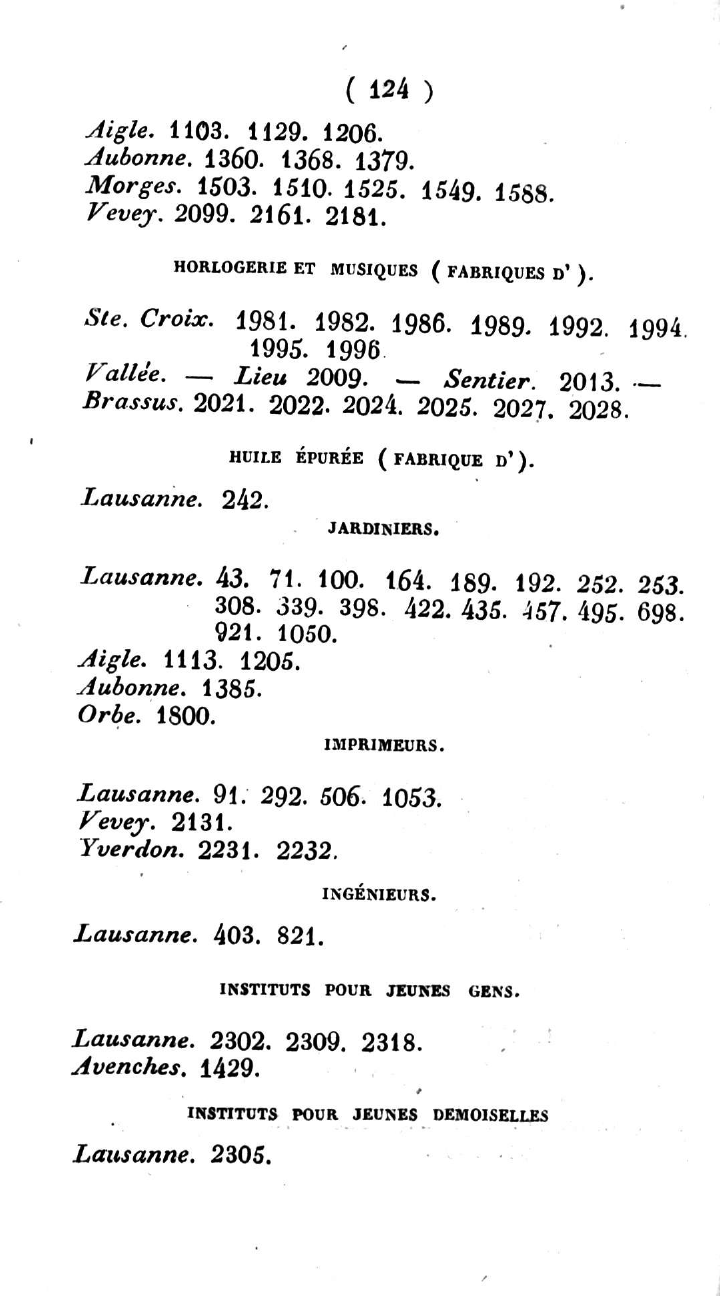 ( 124 )
Aigle. 1103. 1129. 1206.
Aubonne. 1360. 1368. 1379.
Morges. 1503. 1510. 1525. 1549. 1588.
Vevey. 2099. 2161. 2181.
HORLOGERIE ET MUSIQUES ( FABRIQUES D' ).
Ste. Croix. 1981. 1982. 1986. 1989. 1992. 1994.
1995. 1996.
Vallée. — Lieu 2009. — Sentier. 2013. —
Brassus. 2021. 2022. 2024. 2025. 2027. 2028.
HUILE ÉPURÉE ( FABRIQUE D' ).
Lausanne. 242.
JARDINIERS.
Lausanne. 43. 71. 100. 164. 189. 192. 252. 253.
308. 339. 398. 422. 435. 457. 495. 698.
921. 1050.
Aigle. 1113. 1205.
Aubonne. 1385.
Orbe. 1800.
IMPRIMEURS.
Lausanne. 91. 292. 506. 1053.
Vevey. 2131.
Yverdon. 2231. 2232.
INGÉNIEURS.
Lausanne. 403. 821.
INSTITUTS POUR JEUNES GENS.
Lausanne. 2302. 2309. 2318.
Avenches. 1429.
INSTITUTS POUR JEUNES DEMOISELLES
Lausanne. 2305.